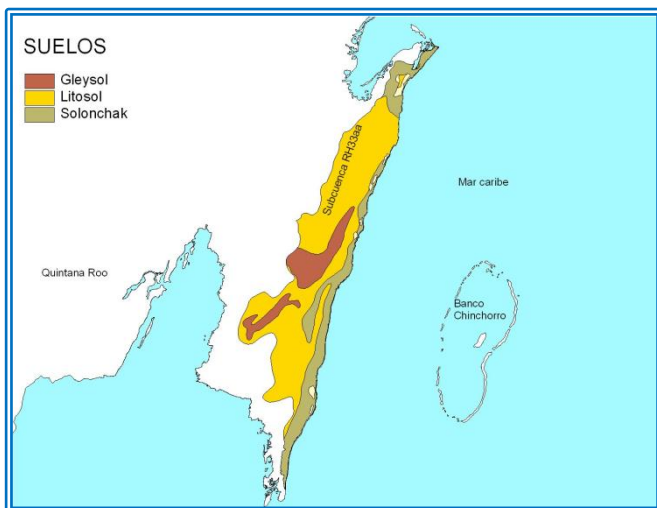 SUELOS
Gleysol
Litosol
Solonchak
Subcuenca RH33aa
Mar caribe
Quintana Roo
Banco
Chinchorro